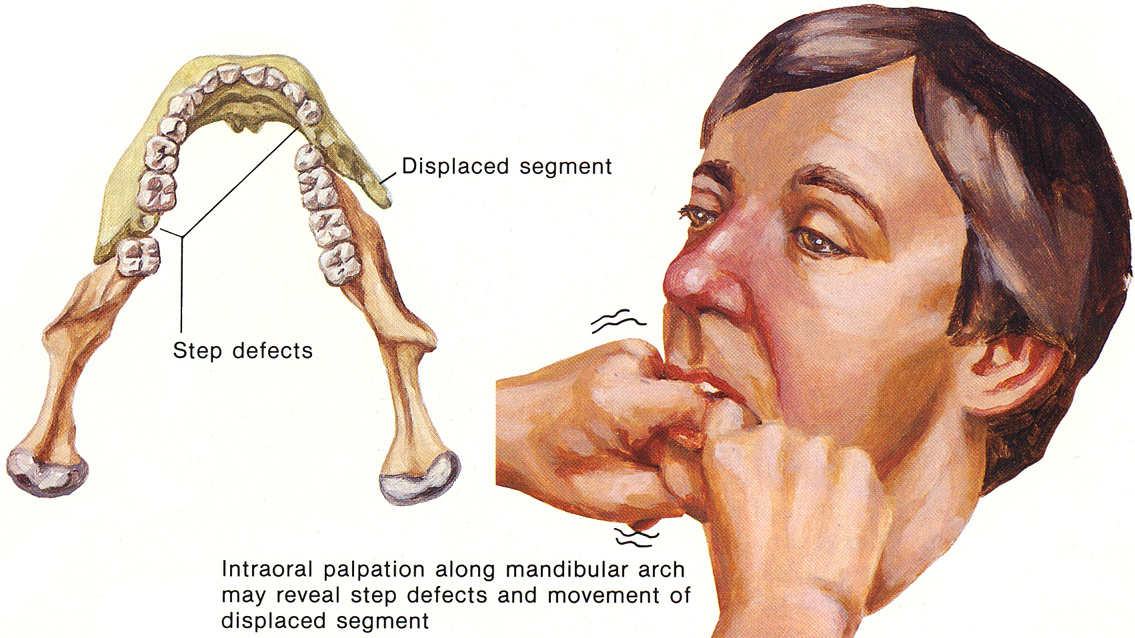 Displaced segment
Step defects
Intraoral palpation along mandibular arch
may reveal step defects and movement of
displaced segment